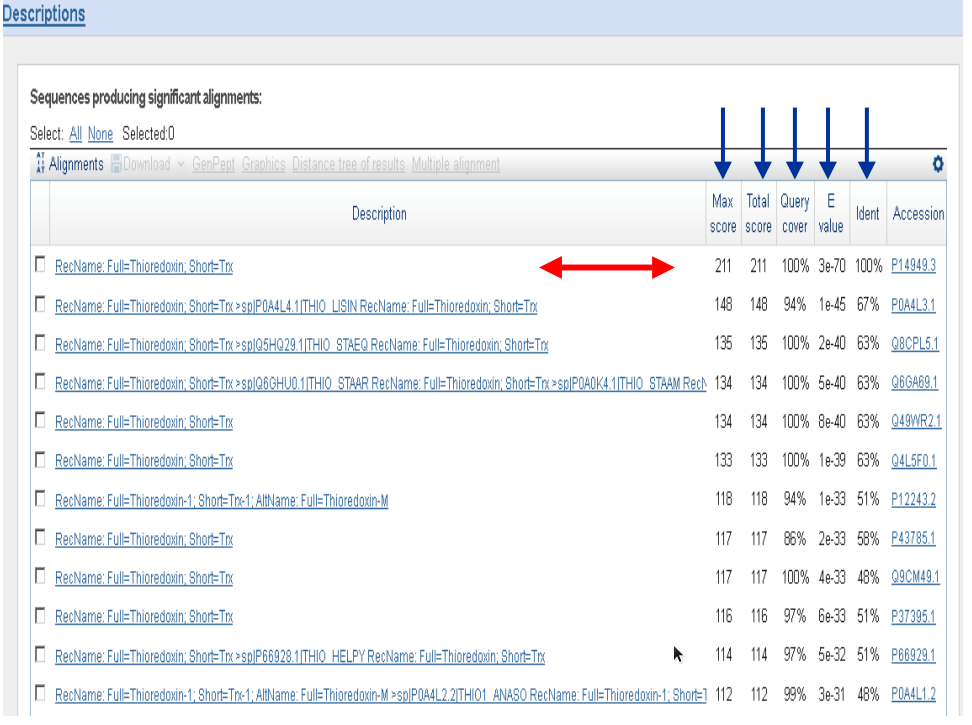 Descriptions
Sequences producing significant alignments:
Select: All None Selected:0
Alignments Download GenPept Graphics Distance tree of results Multiple alignment
Description Max score Total score Query cover E value Ident Accession
RecName: Full=Thioredoxin; Short=Trx 211 211 100% 3e-70 100% P14949.3
RecName: Full=Thioredoxin; Short=Trx >sp|P0A4L4.1|THIO_LISIN RecName: Full=Thioredoxin; Short=Trx 148 148 94% 1e-45 67% P0A4L3.1
RecName: Full=Thioredoxin; Short=Trx >sp|Q5HQ29.1|THIO_STAEQ RecName: Full=Thioredoxin; Short=Trx 135 135 100% 2e-40 63% Q8CPL5.1
RecName: Full=Thioredoxin; Short=Trx >sp|Q6GHU0.1|THIO_STAAR RecName: Full=Thioredoxin; Short=Trx >sp|P0A0K4.1|THIO_STAAM 134 134 100% 5e-40 63% Q6GA69.1
RecName: Full=Thioredoxin; Short=Trx 134 134 100% 8e-40 63% Q49WR2.1
RecName: Full=Thioredoxin; Short=Trx 133 133 100% 1e-39 63% Q4L5F0.1
RecName: Full=Thioredoxin-1; Short=Trx-1; AltName: Full=Thioredoxin-M 118 118 94% 1e-33 51% P12243.2
RecName: Full=Thioredoxin; Short=Trx 117 117 86% 2e-33 58% P43785.1
RecName: Full=Thioredoxin; Short=Trx 117 117 100% 4e-33 48% Q9CM49.1
RecName: Full=Thioredoxin; Short=Trx 116 116 97% 6e-33 51% P37395.1
RecName: Full=Thioredoxin; Short=Trx >sp|P66928.1|THIO_HELPY RecName: Full=Thioredoxin; Short=Trx 114 114 97% 5e-32 51% P66929.1
RecName: Full=Thioredoxin-1; Short=Trx-1; AltName: Full=Thioredoxin-M >sp|P0A4L2.2|THIO1_ANASO RecName: Full=Thioredoxin-1; 112 112 99% 3e-31 48% P0A4L1.2